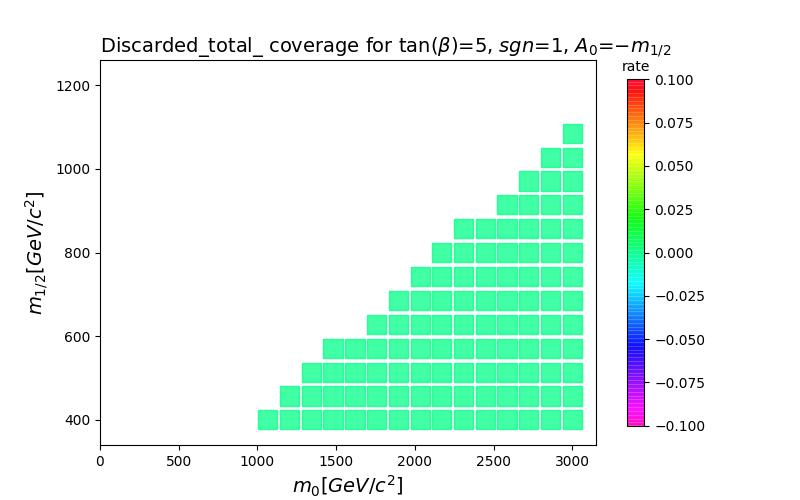 Discarded_total_ coverage for tan(β)=5, sgn=1, A₀=−m₁/₂
rate
1200
1000
800
600
400
m₁/₂[GeV/c²]
0 500 1000 1500 2000 2500 3000
m₀[GeV/c²]
0.100
0.075
0.050
0.025
0.000
−0.025
−0.050
−0.075
−0.100